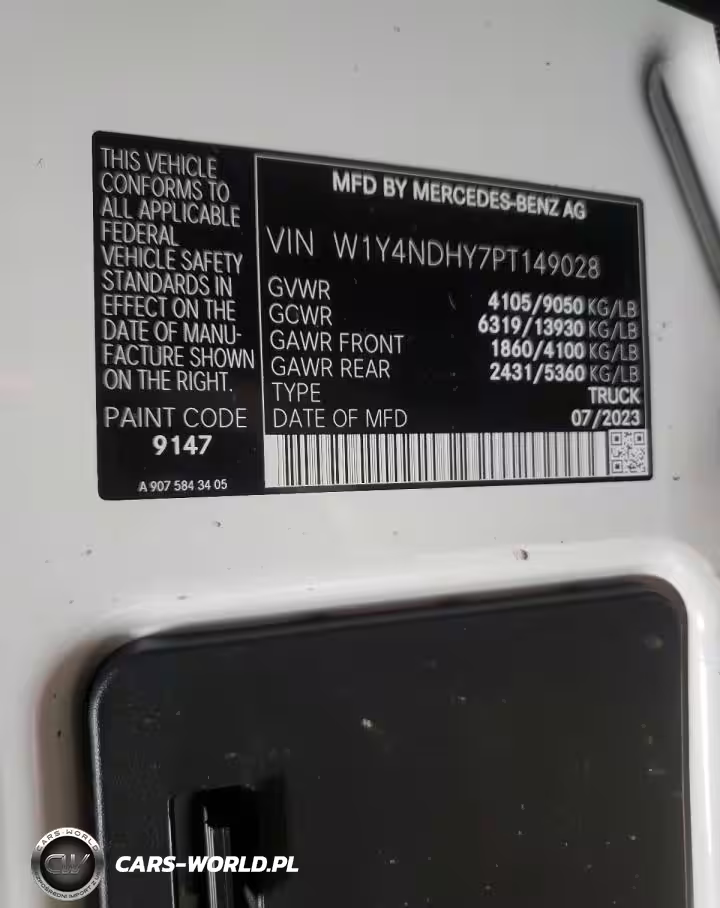 THIS VEHICLE
CONFORMS TO
ALL APPLICABLE
FEDERAL
VEHICLE SAFETY
STANDARDS IN
EFFECT ON THE
DATE OF MANU-
FACTURE SHOWN
ON THE RIGHT.
PAINT CODE
9147
A 907 584 34 05
MFD BY MERCEDES-BENZ AG
VIN W1Y4NDHY7PT149028
GVWR 4105/9050 KG/LB
GCWR 6319/13930 KG/LB
GAWR FRONT 1860/4100 KG/LB
GAWR REAR 2431/5360 KG/LB
TYPE TRUCK
DATE OF MFD 07/2023
CARS-WORLD
CW
CARS-WORLD.PL